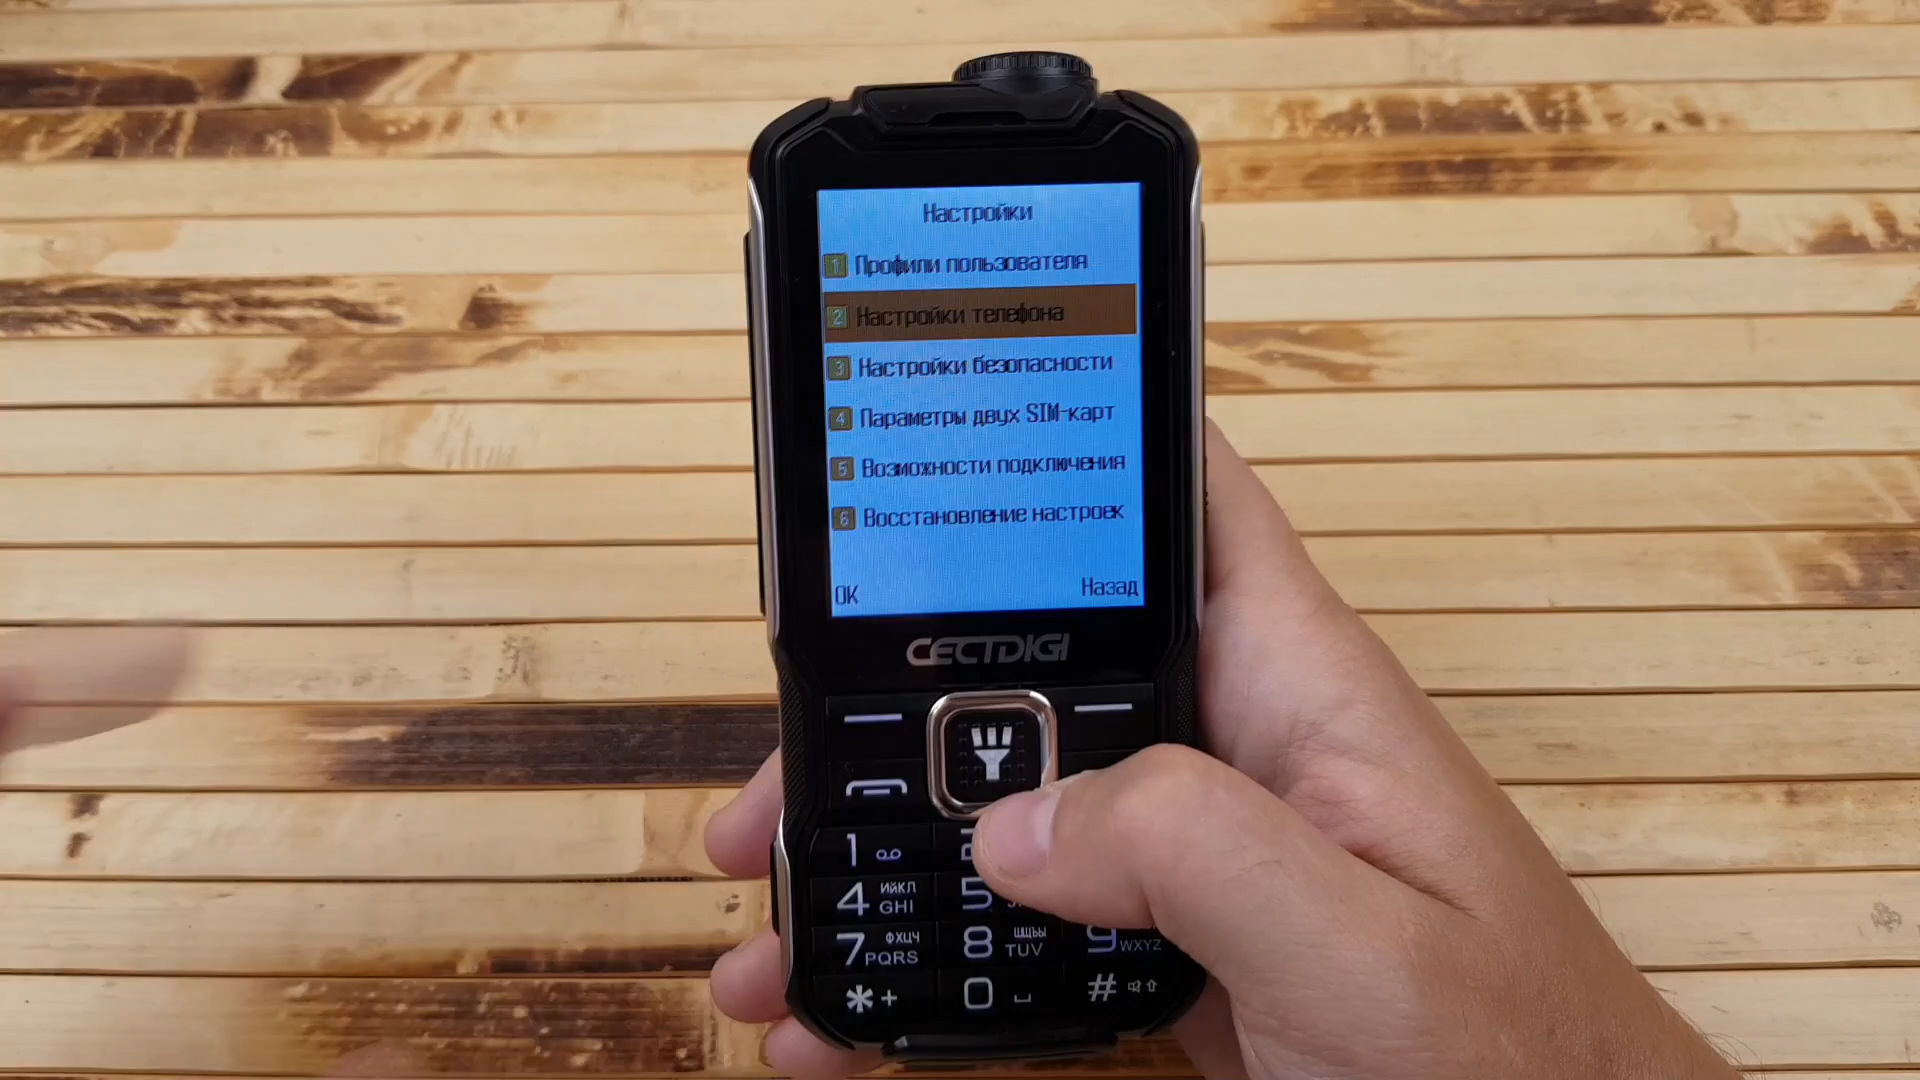 Настройки
1 Профили пользователя
2 Настройки телефона
3 Настройки безопасности
4 Параметры двух SIM-карт
5 Возможности подключения
6 Восстановление настроек
OK Назад
CECTDIGI
1
4 ИЙКЛ GHI 5
7 ФХЦЧ PQRS 8 ШЩЪЫ TUV 9 WXYZ
* + 0 #